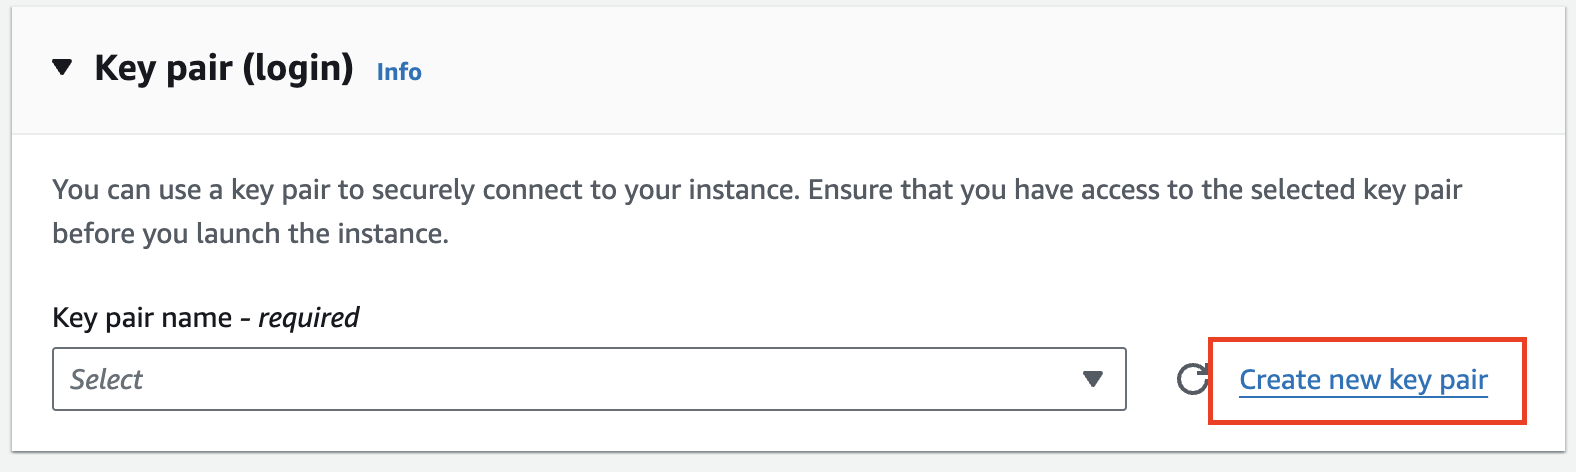 Key pair (login) Info
You can use a key pair to securely connect to your instance. Ensure that you have access to the selected key pair
before you launch the instance.
Key pair name - required
Select
Create new key pair